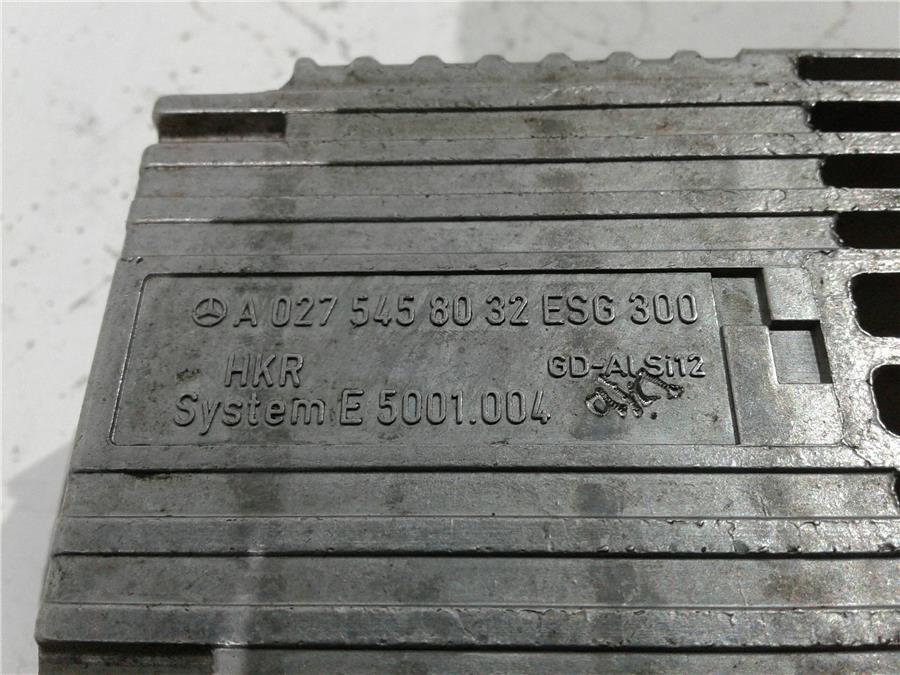 A 027 545 80 32 ESG 300
HKR GD-AlSi12
System E 5001.004